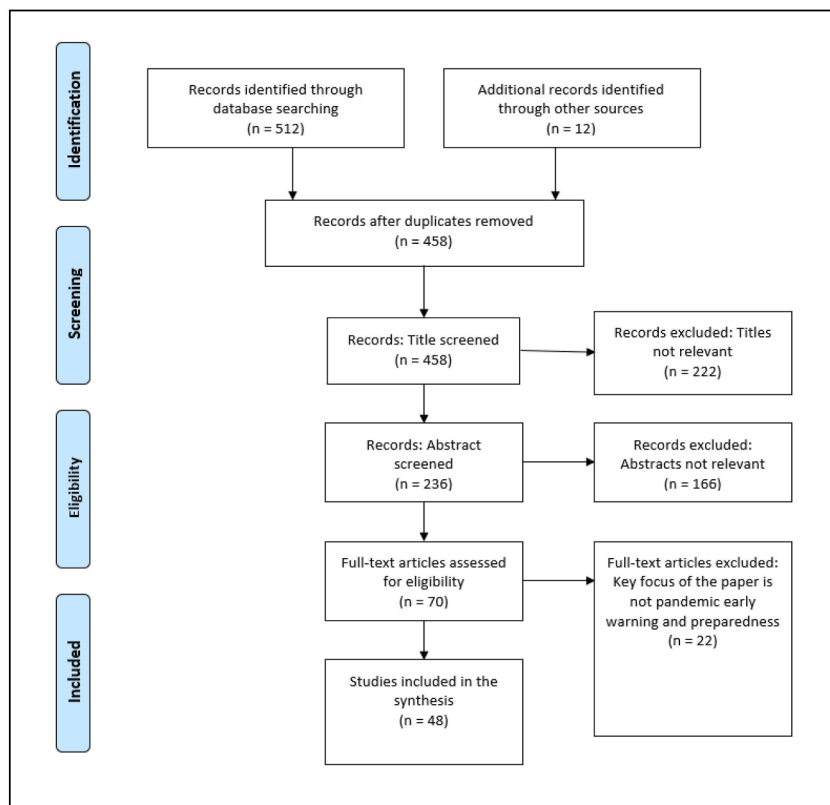 Identification
Records identified through
database searching
(n = 512)
Additional records identified
through other sources
(n = 12)
Records after duplicates removed
(n = 458)
Screening
Records: Title screened
(n = 458)
Records excluded: Titles
not relevant
(n = 222)
Eligibility
Records: Abstract
screened
(n = 236)
Records excluded:
Abstracts not relevant
(n = 166)
Full-text articles assessed
for eligibility
(n = 70)
Full-text articles excluded:
Key focus of the paper is
not pandemic early
warning and preparedness
(n = 22)
Included
Studies included in the
synthesis
(n = 48)